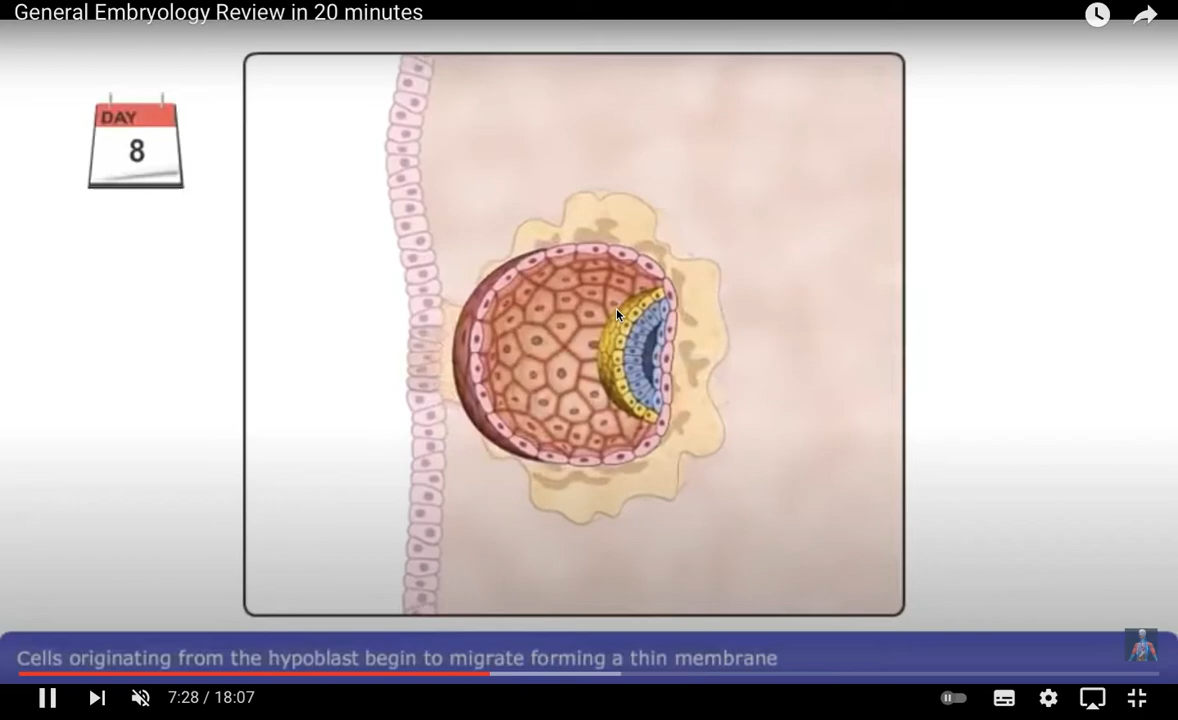 General Embryology Review in 20 minutes
DAY
8
Cells originating from the hypoblast begin to migrate forming a thin membrane
7:28 / 18:07